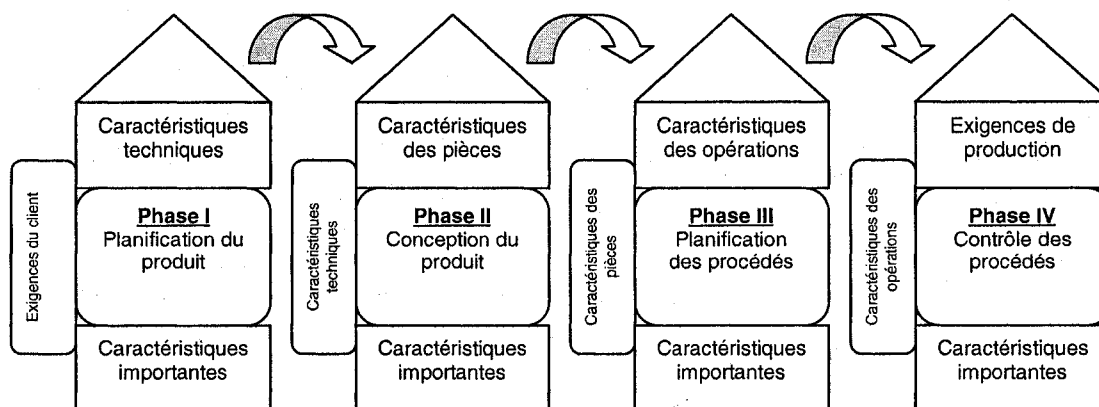 Caractéristiques
techniques
Exigences du client
Phase I
Planification du
produit
Caractéristiques
importantes
Caractéristiques
des pièces
Caractéristiques
techniques
Phase II
Conception du
produit
Caractéristiques
importantes
Caractéristiques
des opérations
Caractéristiques des
pièces
Phase III
Planification
des procédés
Caractéristiques
importantes
Exigences de
production
Caractéristiques des
opérations
Phase IV
Contrôle des
procédés
Caractéristiques
importantes